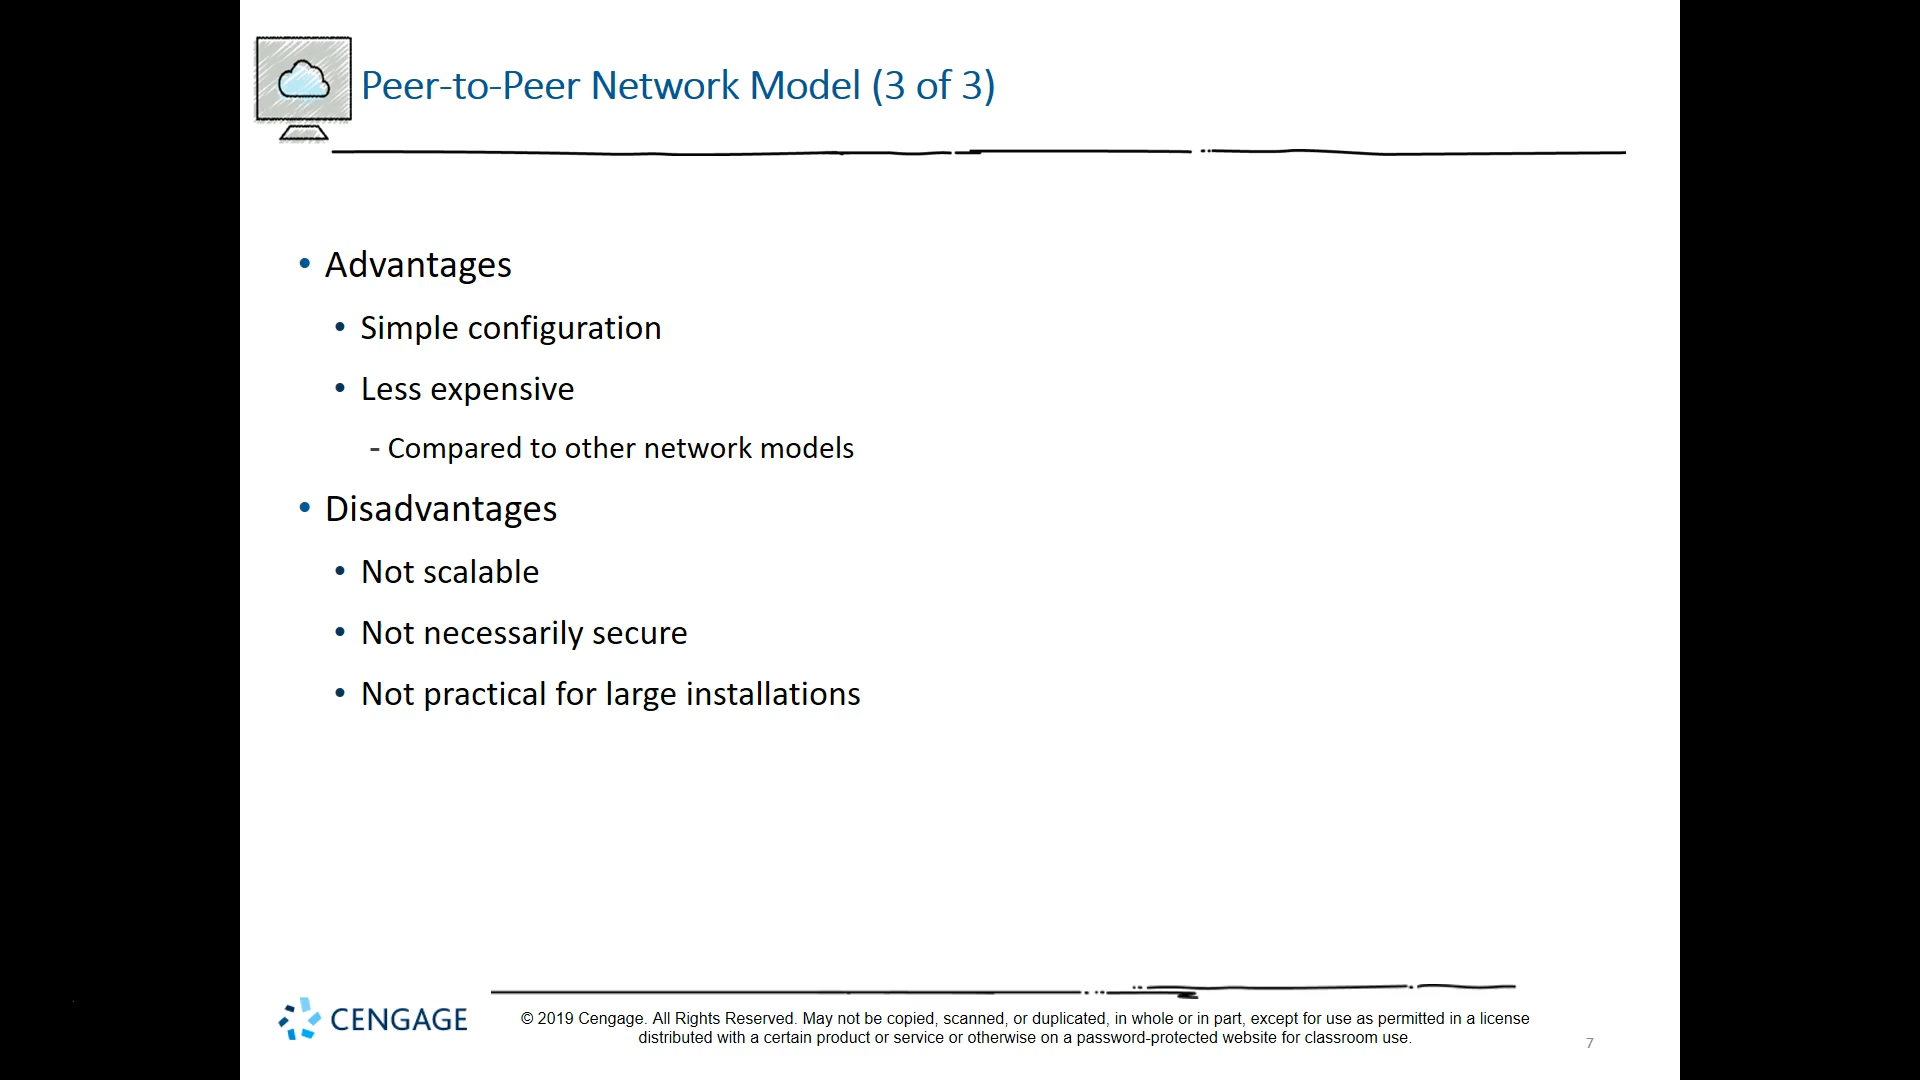 Peer-to-Peer Network Model (3 of 3)
• Advantages
• Simple configuration
• Less expensive
- Compared to other network models
• Disadvantages
• Not scalable
• Not necessarily secure
• Not practical for large installations
CENGAGE
© 2019 Cengage. All Rights Reserved. May not be copied, scanned, or duplicated, in whole or in part, except for use as permitted in a license
distributed with a certain product or service or otherwise on a password-protected website for classroom use.
7